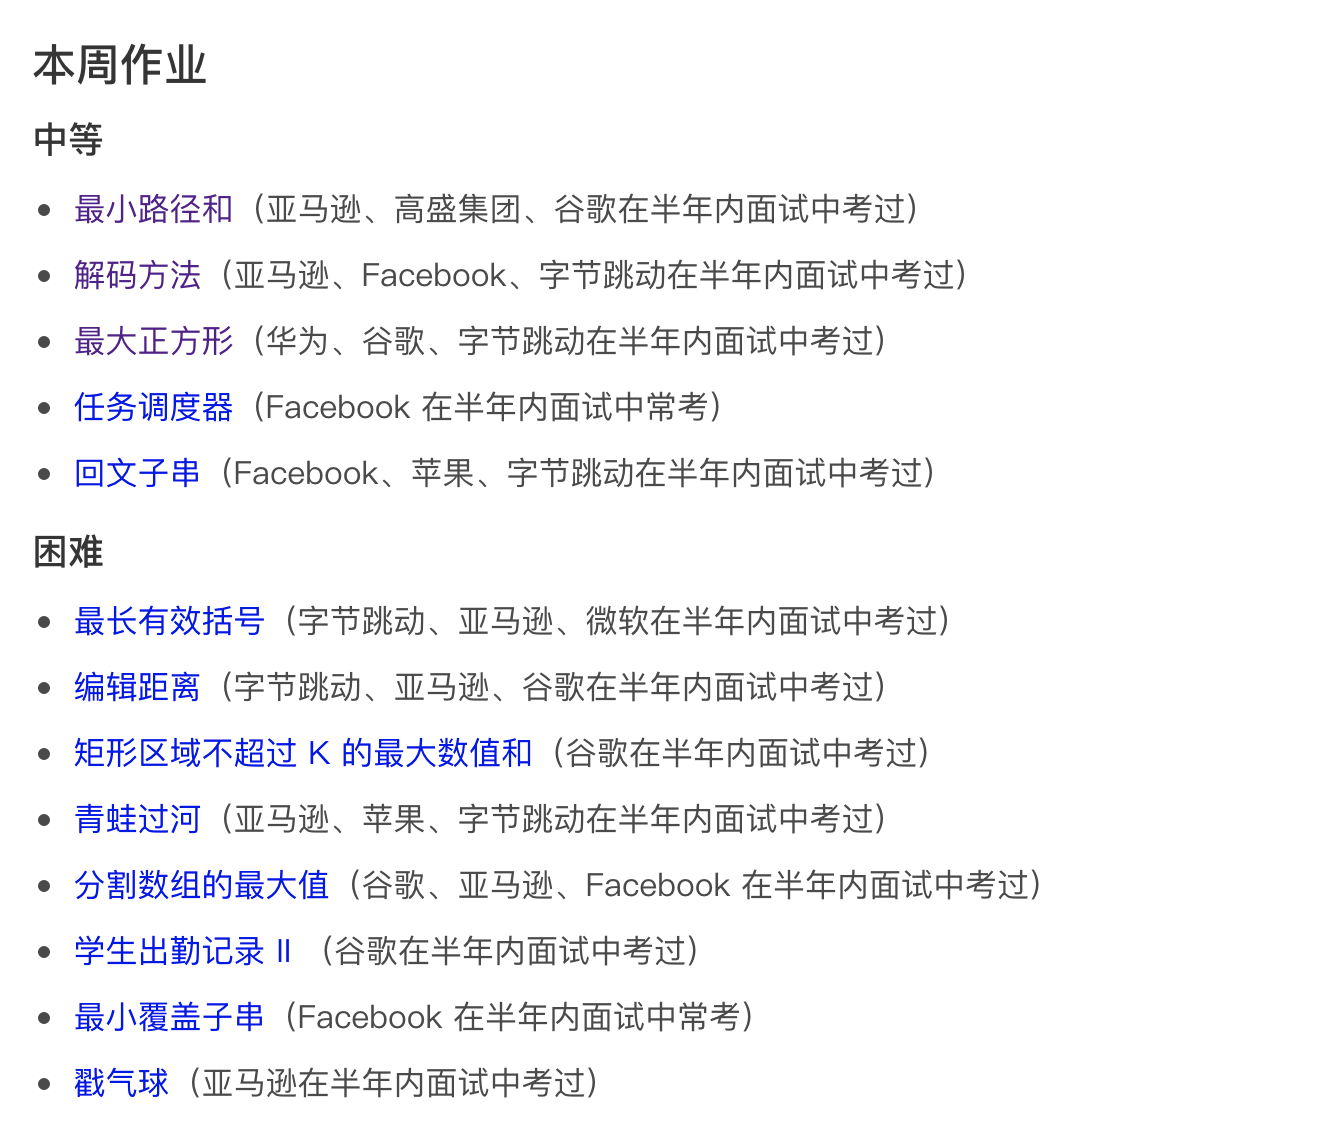 本周作业
中等
• 最小路径和（亚马逊、高盛集团、谷歌在半年内面试中考过）
• 解码方法（亚马逊、Facebook、字节跳动在半年内面试中考过）
• 最大正方形（华为、谷歌、字节跳动在半年内面试中考过）
• 任务调度器（Facebook 在半年内面试中常考）
• 回文子串（Facebook、苹果、字节跳动在半年内面试中考过）
困难
• 最长有效括号（字节跳动、亚马逊、微软在半年内面试中考过）
• 编辑距离（字节跳动、亚马逊、谷歌在半年内面试中考过）
• 矩形区域不超过 K 的最大数值和（谷歌在半年内面试中考过）
• 青蛙过河（亚马逊、苹果、字节跳动在半年内面试中考过）
• 分割数组的最大值（谷歌、亚马逊、Facebook 在半年内面试中考过）
• 学生出勤记录 II （谷歌在半年内面试中考过）
• 最小覆盖子串（Facebook 在半年内面试中常考）
• 戳气球（亚马逊在半年内面试中考过）